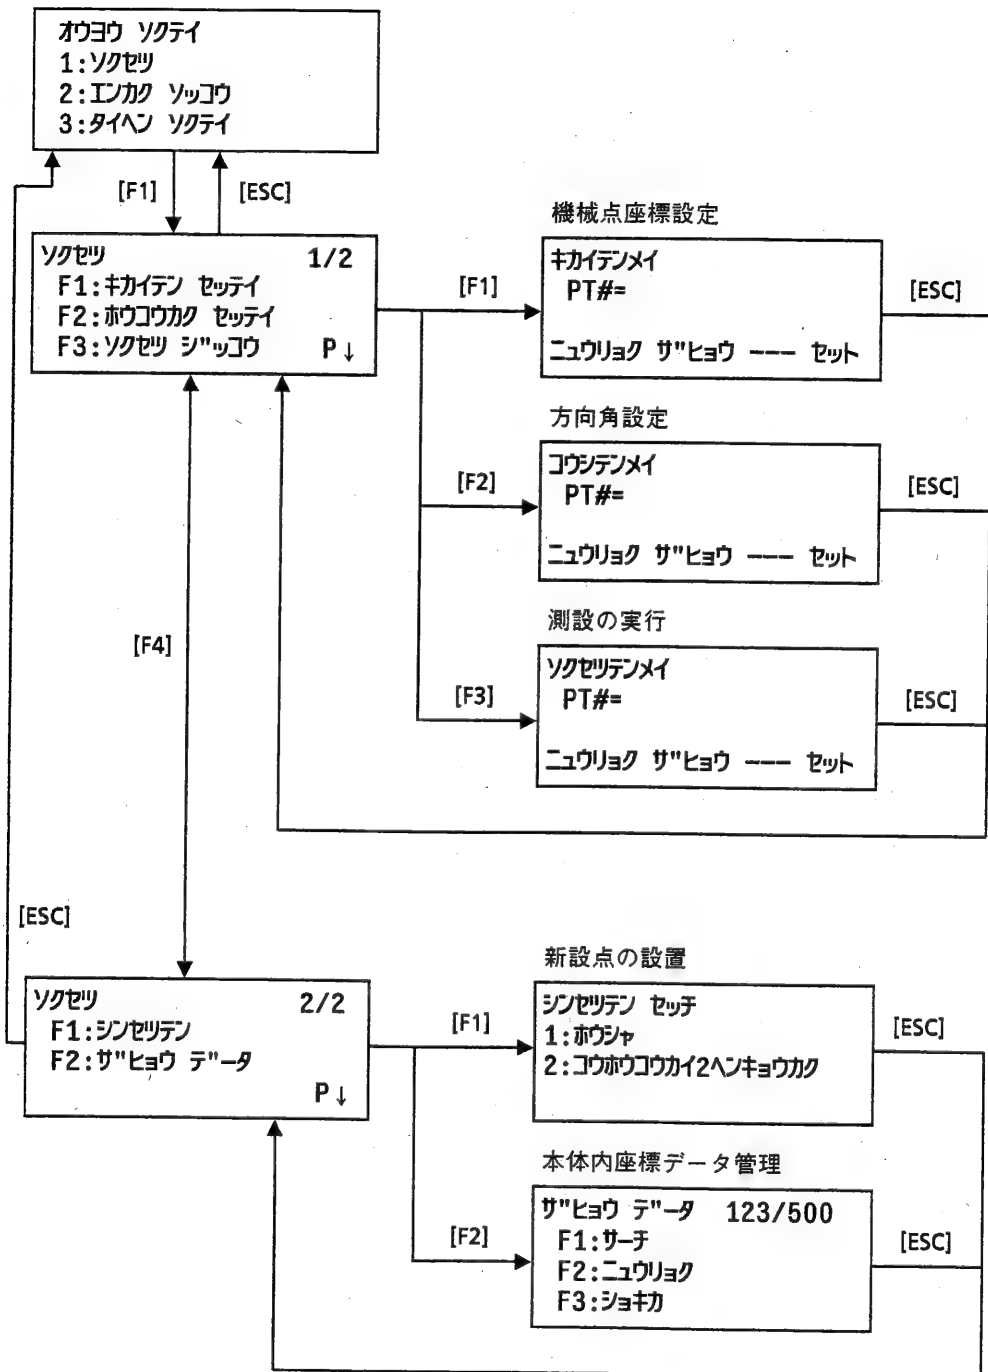 オウヨウ ソクテイ
1:ソクセツ
2:エンカク ソッコウ
3:タイヘン ソクテイ
[F1]
[ESC]
ソクセツ 1/2
F1:キカイテン セッテイ
F2:ホウコウカク セッテイ
F3:ソクセツ ジッコウ P↓
[F1]
機械点座標設定
キカイテンメイ
PT#=
ニュウリョク ザヒョウ --- セット
[ESC]
[F2]
方向角設定
コウシテンメイ
PT#=
ニュウリョク ザヒョウ --- セット
[ESC]
[F3]
測設の実行
ソクセツテンメイ
PT#=
ニュウリョク ザヒョウ --- セット
[ESC]
[F4]
[ESC]
ソクセツ 2/2
F1:シンセツテン
F2:ザヒョウ データ
P↓
[F1]
新設点の設置
シンセツテン セッチ
1:ホウシャ
2:コウホウコウカイ2ヘンキョウカク
[ESC]
[F2]
本体内座標データ管理
ザヒョウ データ 123/500
F1:サーチ
F2:ニュウリョク
F3:ショキカ
[ESC]